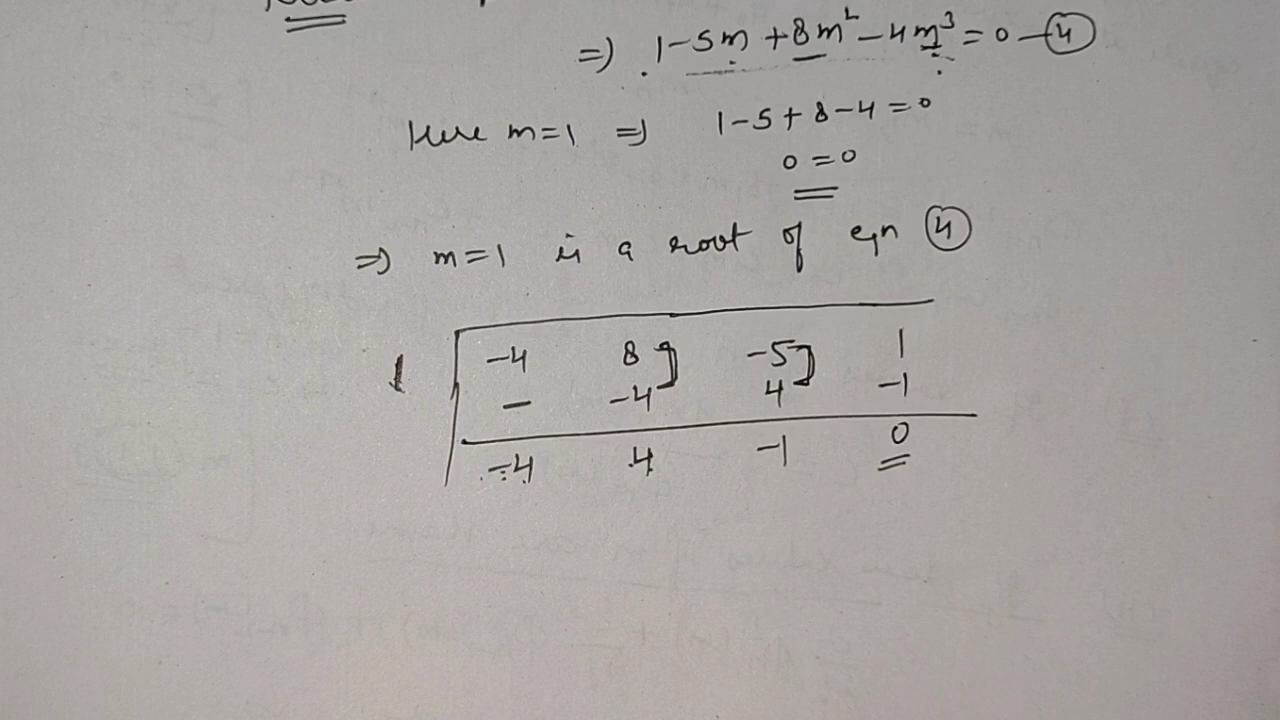 =) 1-5m+8m²-4m³=0 — ④
Here m=1 =) 1-5+8-4=0
0=0
=) m=1 is a root of eqn ④
1 -4 8 -5 1
— -4 4 -1
-4 4 -1 0